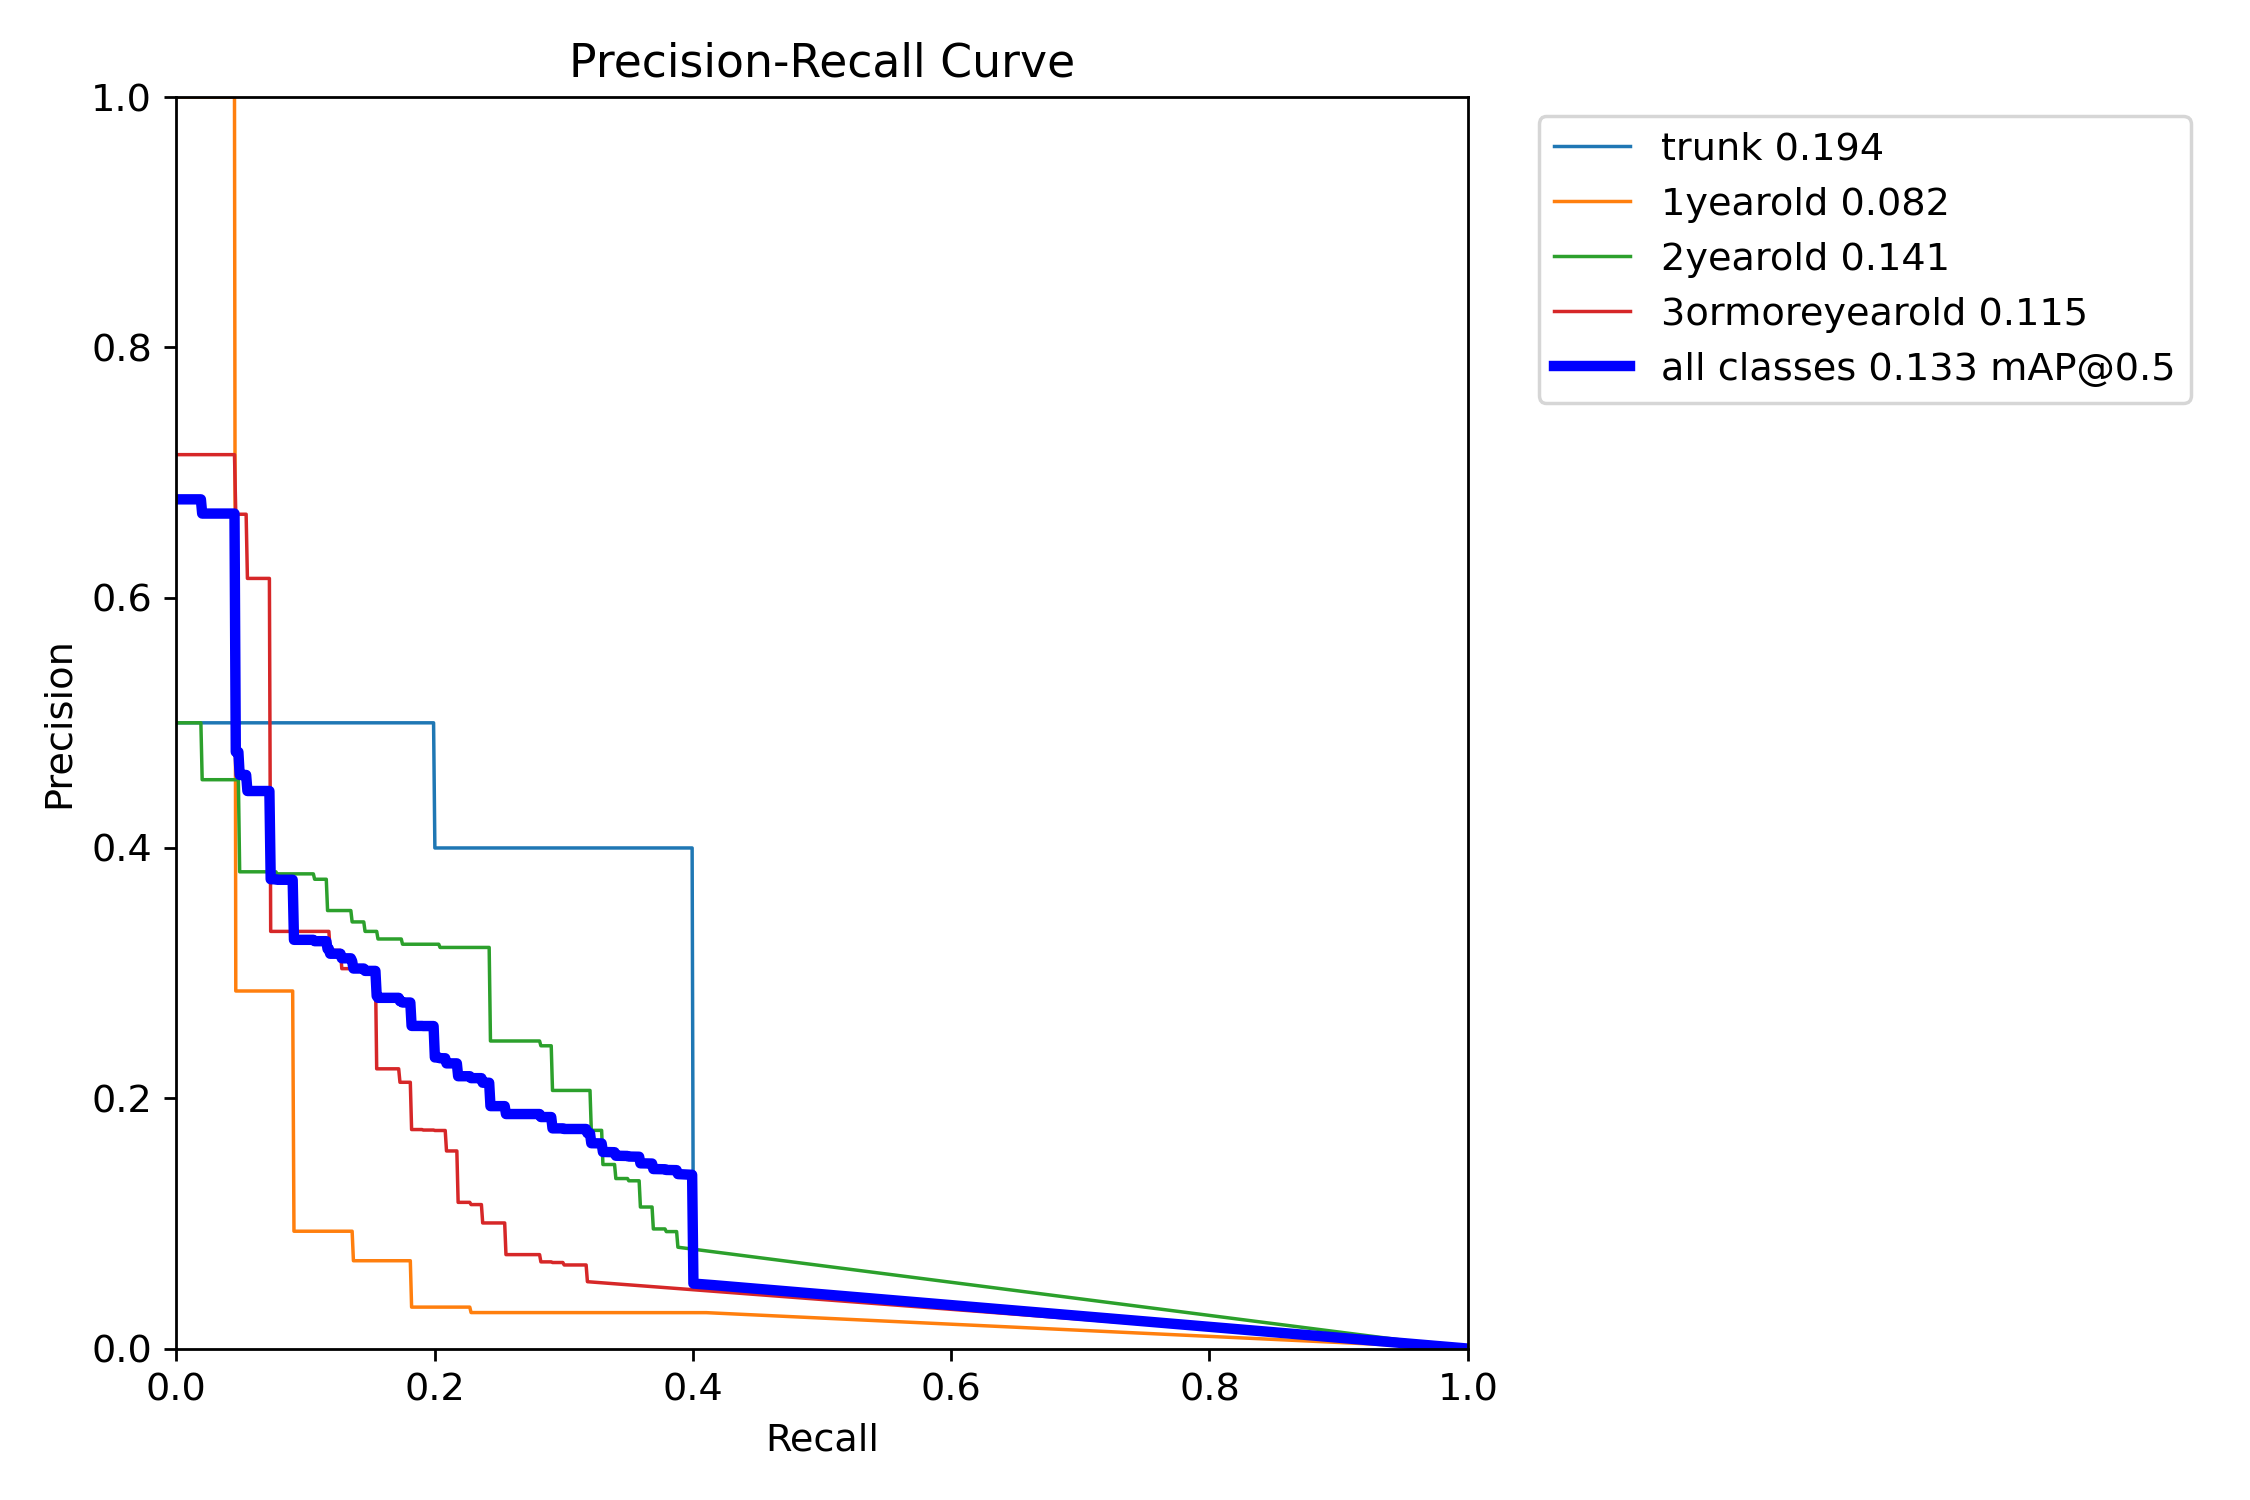 Precision-Recall Curve
1.0
0.8
0.6
0.4
0.2
0.0
Precision
0.0 0.2 0.4 0.6 0.8 1.0
Recall
trunk 0.194
1yearold 0.082
2yearold 0.141
3ormoreyearold 0.115
all classes 0.133 mAP@0.5